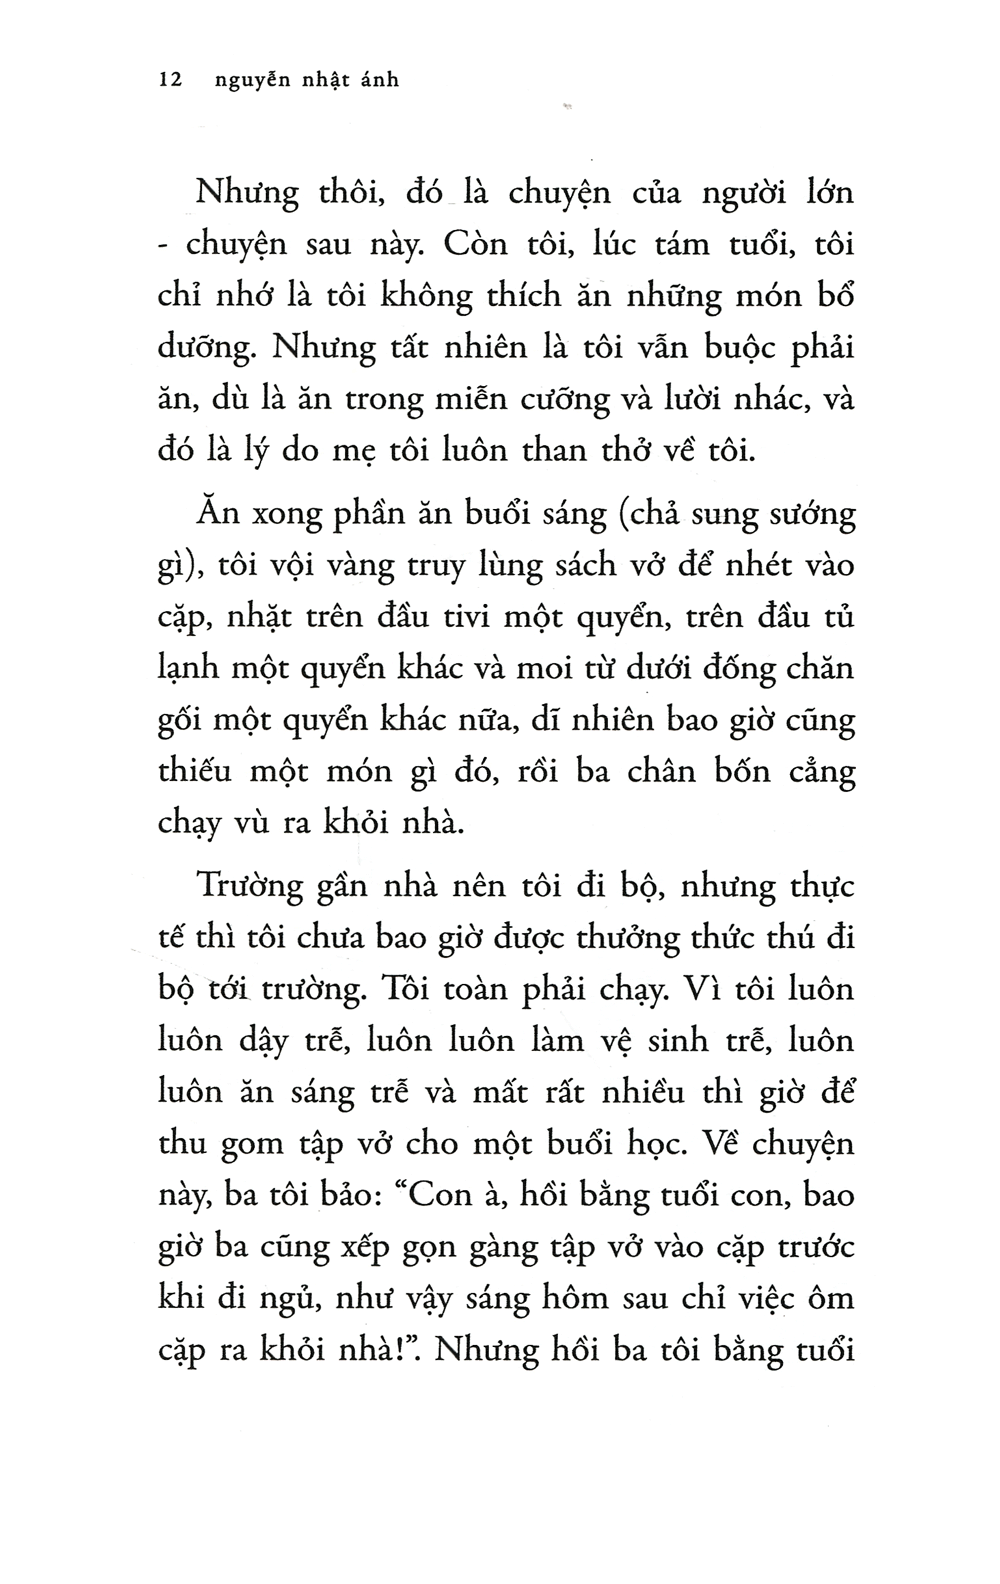 12 nguyễn nhật ánh
Nhưng thôi, đó là chuyện của người lớn
- chuyện sau này. Còn tôi, lúc tám tuổi, tôi
chỉ nhớ là tôi không thích ăn những món bổ
dưỡng. Nhưng tất nhiên là tôi vẫn buộc phải
ăn, dù là ăn trong miễn cưỡng và lười nhác, và
đó là lý do mẹ tôi luôn than thở về tôi.
Ăn xong phần ăn buổi sáng (chả sung sướng
gì), tôi vội vàng truy lùng sách vở để nhét vào
cặp, nhặt trên đầu tivi một quyển, trên đầu tủ
lạnh một quyển khác và moi từ dưới đống chăn
gối một quyển khác nữa, dĩ nhiên bao giờ cũng
thiếu một món gì đó, rồi ba chân bốn cẳng
chạy vù ra khỏi nhà.
Trường gần nhà nên tôi đi bộ, nhưng thực
tế thì tôi chưa bao giờ được thưởng thức thú đi
bộ tới trường. Tôi toàn phải chạy. Vì tôi luôn
luôn dậy trễ, luôn luôn làm vệ sinh trễ, luôn
luôn ăn sáng trễ và mất rất nhiều thì giờ để
thu gom tập vở cho một buổi học. Về chuyện
này, ba tôi bảo: “Con à, hồi bằng tuổi con, bao
giờ ba cũng xếp gọn gàng tập vở vào cặp trước
khi đi ngủ, như vậy sáng hôm sau chỉ việc ôm
cặp ra khỏi nhà!”. Nhưng hồi ba tôi bằng tuổi